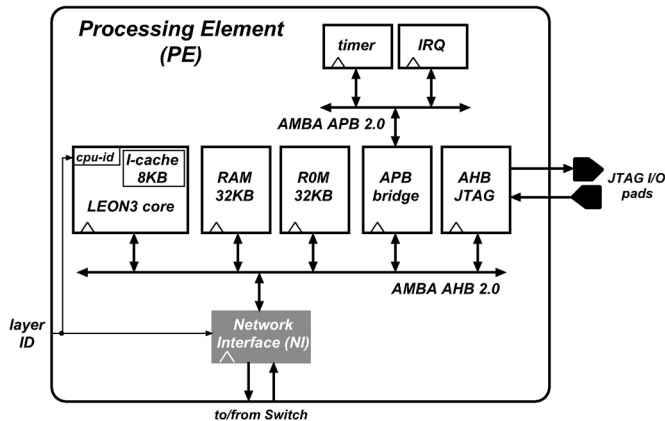 Processing Element
(PE)
timer
IRQ
AMBA APB 2.0
cpu-id
I-cache
8KB
LEON3 core
RAM
32KB
R0M
32KB
APB
bridge
AHB
JTAG
JTAG I/O
pads
AMBA AHB 2.0
layer
ID
Network
Interface (NI)
to/from Switch